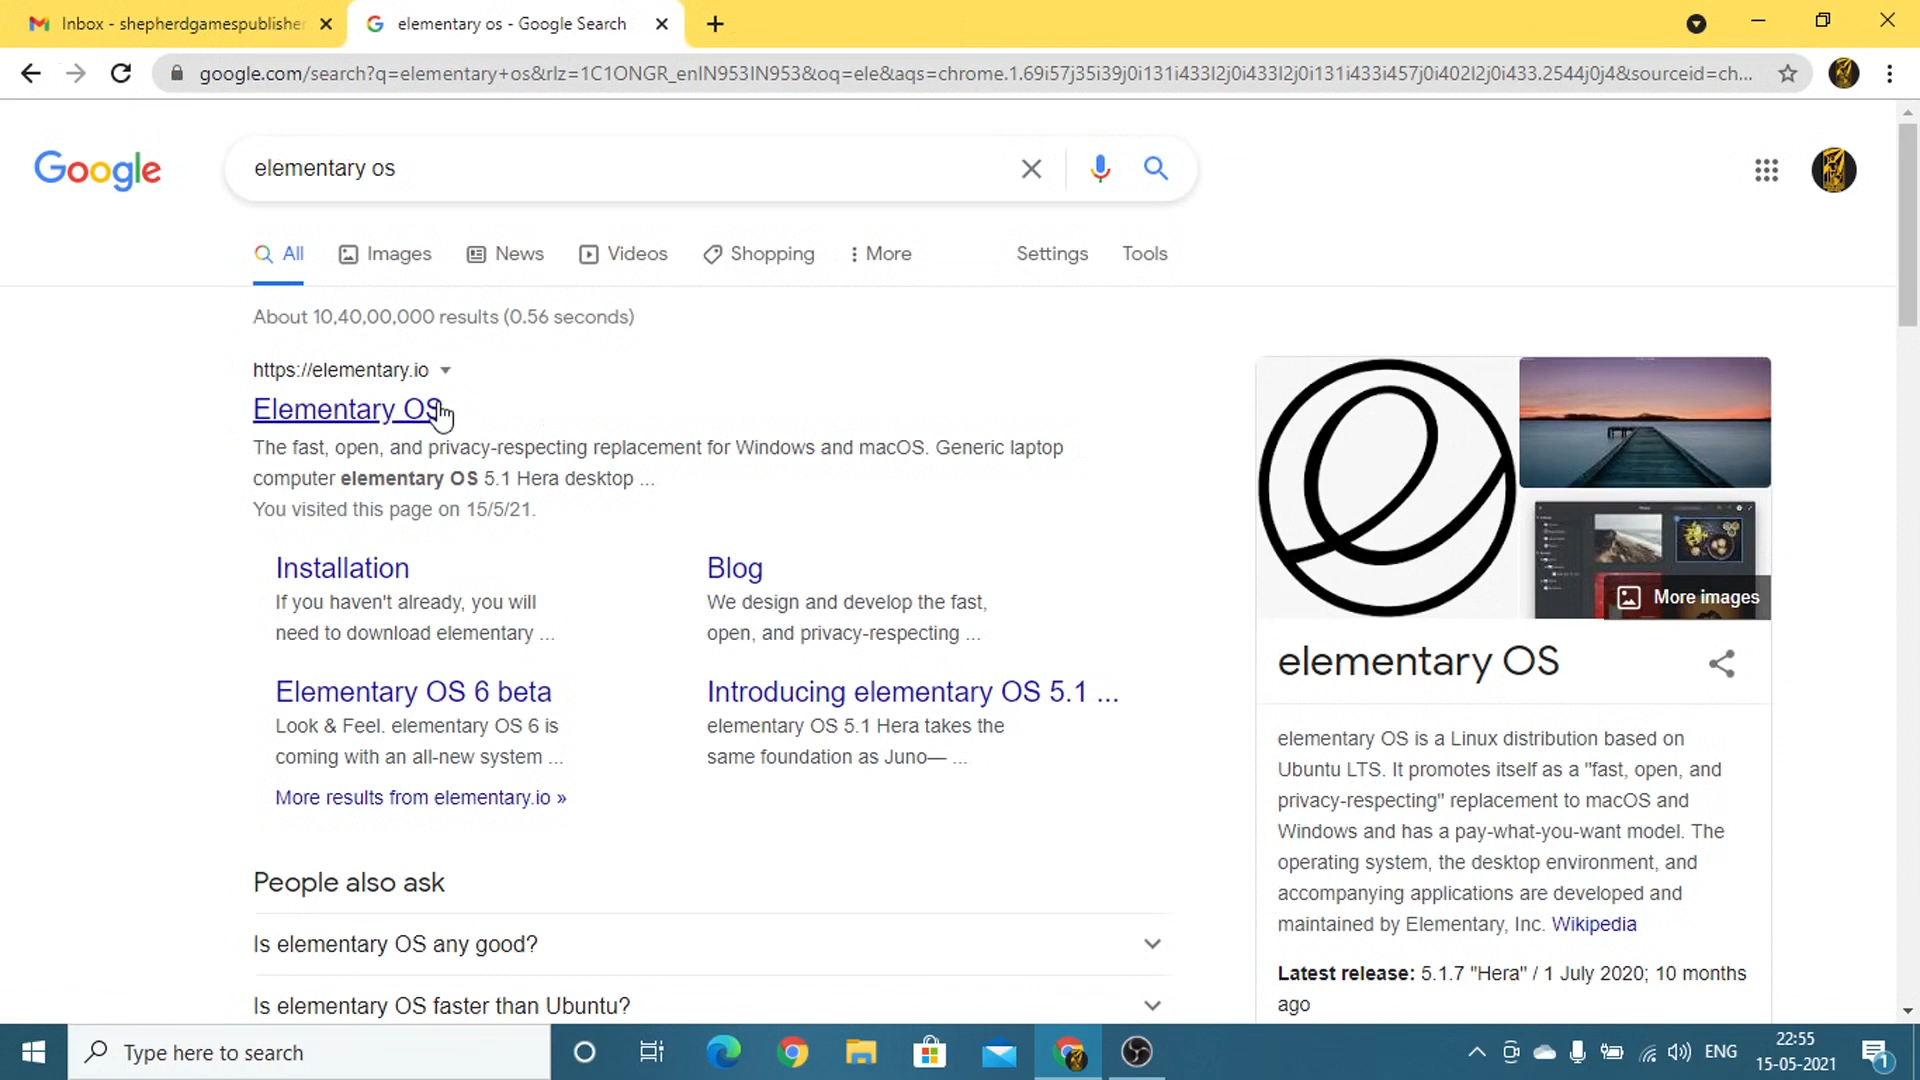 Inbox - shepherdgamespublisher
elementary os - Google Search
google.com/search?q=elementary+os&rlz=1C1ONGR_enIN953IN953&oq=ele&aqs=chrome.1.69i57j35i39j0i131i433l2j0i433l2j0i131i433i457j0i402l2j0i433.2544j0j4&sourceid=ch...
Google
elementary os
All
Images
News
Videos
Shopping
More
Settings
Tools
About 10,40,00,000 results (0.56 seconds)
https://elementary.io
Elementary OS
The fast, open, and privacy-respecting replacement for Windows and macOS. Generic laptop
computer elementary OS 5.1 Hera desktop ...
You visited this page on 15/5/21.
Installation
If you haven't already, you will
need to download elementary ...
Blog
We design and develop the fast,
open, and privacy-respecting ...
Elementary OS 6 beta
Look & Feel. elementary OS 6 is
coming with an all-new system ...
Introducing elementary OS 5.1 ...
elementary OS 5.1 Hera takes the
same foundation as Juno— ...
More results from elementary.io »
People also ask
Is elementary OS any good?
Is elementary OS faster than Ubuntu?
More images
elementary OS
elementary OS is a Linux distribution based on
Ubuntu LTS. It promotes itself as a "fast, open, and
privacy-respecting" replacement to macOS and
Windows and has a pay-what-you-want model. The
operating system, the desktop environment, and
accompanying applications are developed and
maintained by Elementary, Inc. Wikipedia
Latest release: 5.1.7 "Hera" / 1 July 2020; 10 months
ago
Type here to search
ENG
22:55
15-05-2021
1